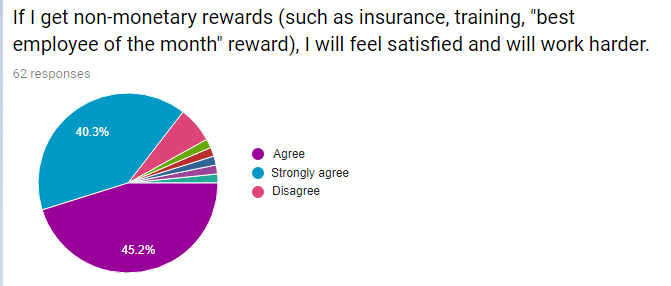 If I get non-monetary rewards (such as insurance, training, "best
employee of the month" reward), I will feel satisfied and will work harder.
62 responses
40.3%
45.2%
Agree
Strongly agree
Disagree